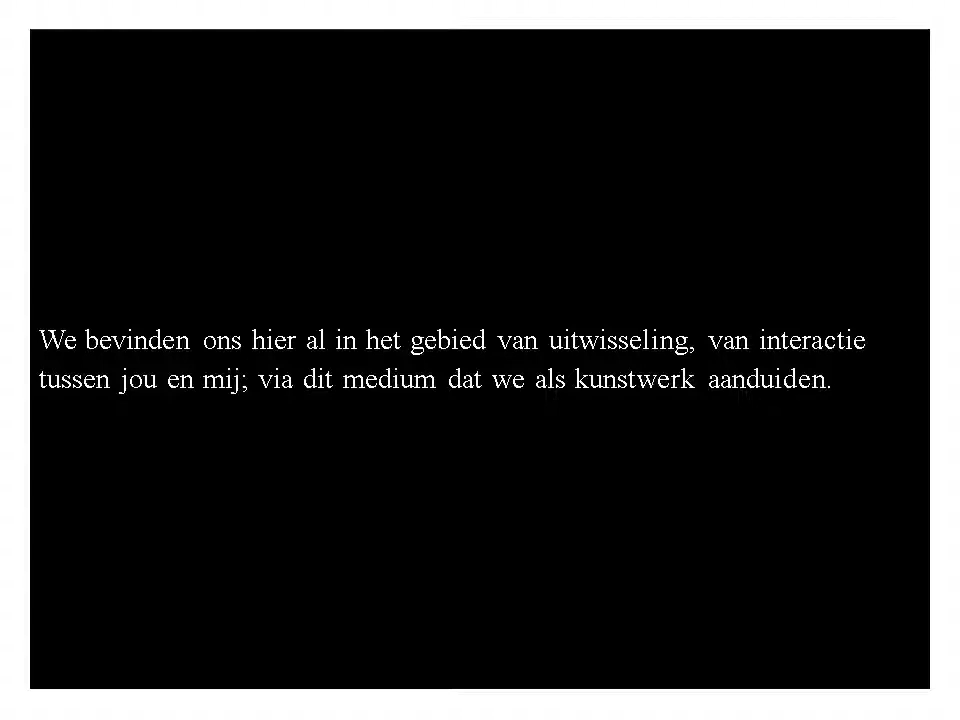 We bevinden ons hier al in het gebied van uitwisseling, van interactie
tussen jou en mij; via dit medium dat we als kunstwerk aanduiden.